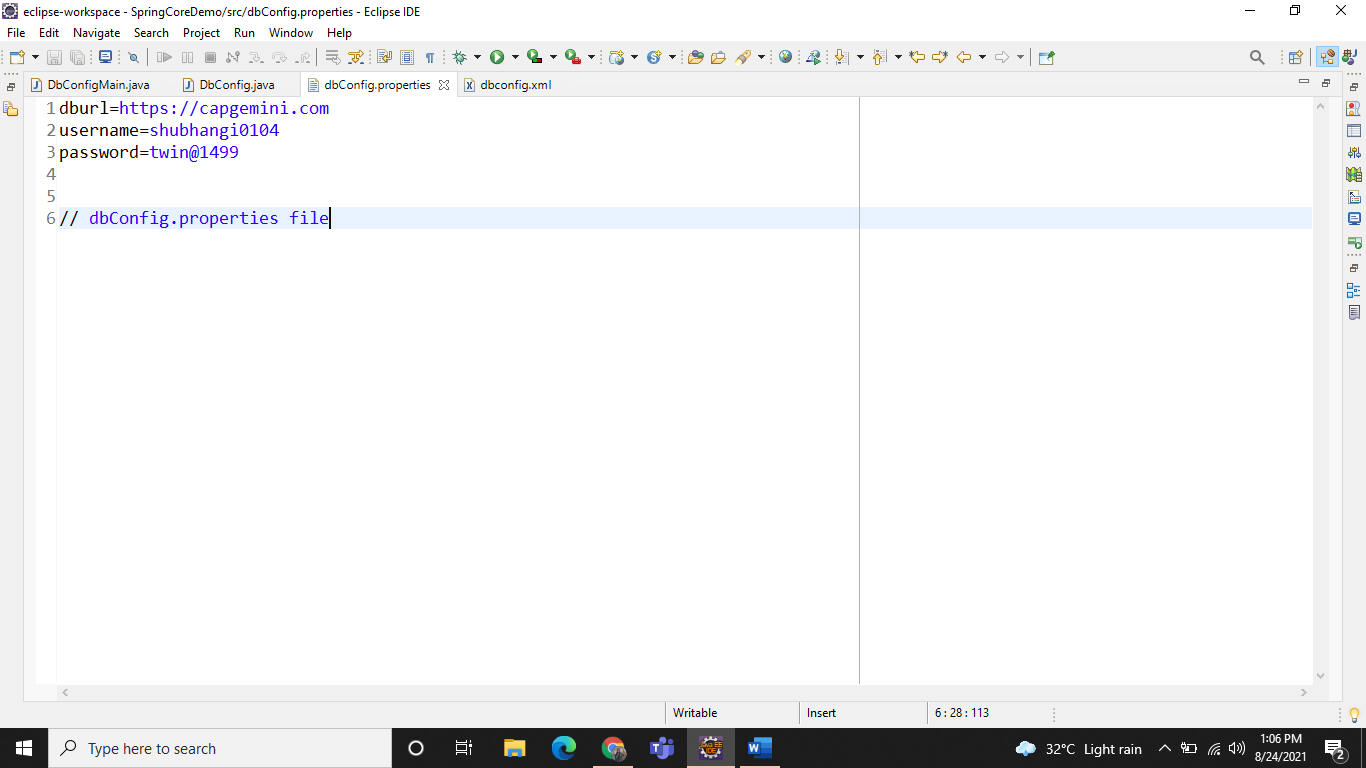 eclipse-workspace - SpringCoreDemo/src/dbConfig.properties - Eclipse IDE
File Edit Navigate Search Project Run Window Help
DbConfigMain.java DbConfig.java dbConfig.properties dbconfig.xml
1 dburl=https://capgemini.com
2 username=shubhangi0104
3 password=twin@1499
4
5
6 // dbConfig.properties file
Writable Insert 6 : 28 : 113
Type here to search
32°C Light rain
1:06 PM
8/24/2021
2